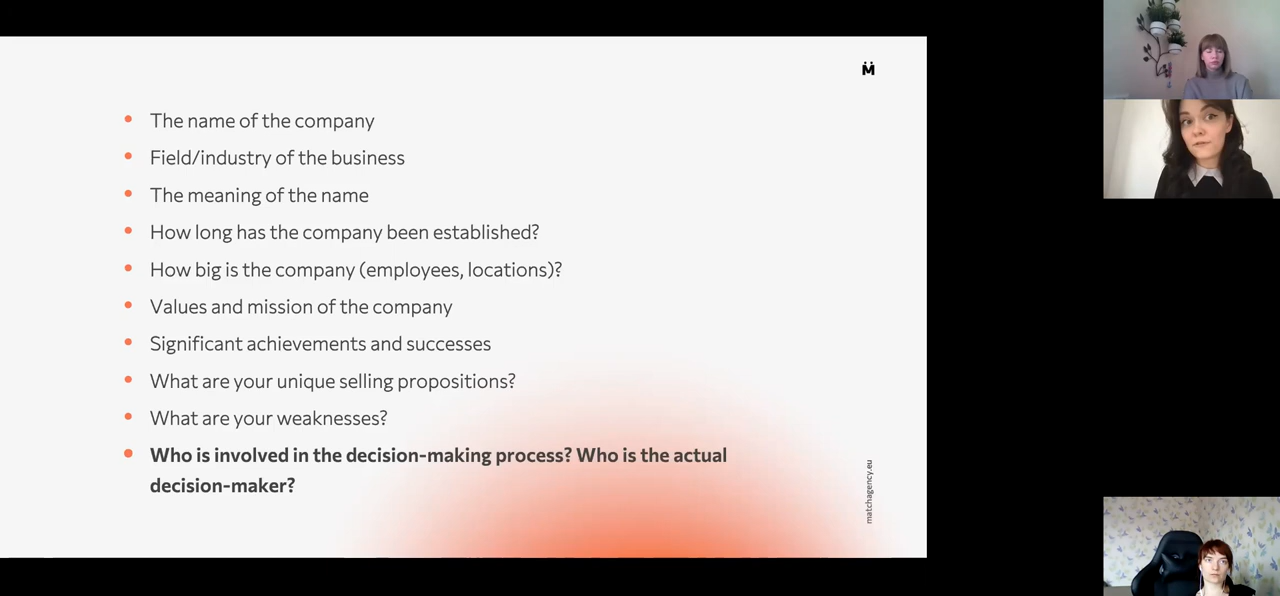 M̈
The name of the company
Field/industry of the business
The meaning of the name
How long has the company been established?
How big is the company (employees, locations)?
Values and mission of the company
Significant achievements and successes
What are your unique selling propositions?
What are your weaknesses?
Who is involved in the decision-making process? Who is the actual
decision-maker?
matchagency.eu